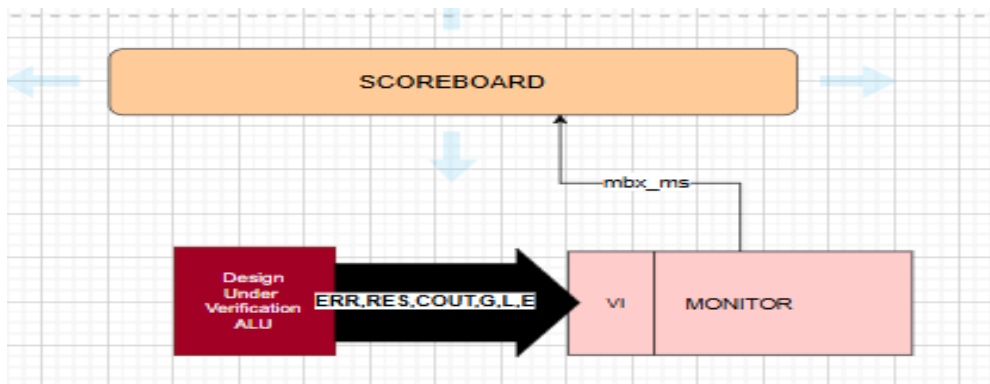 SCOREBOARD
mbx_ms
Design
Under
Verification
ALU
ERR,RES,COUT,G,L,E
VI
MONITOR